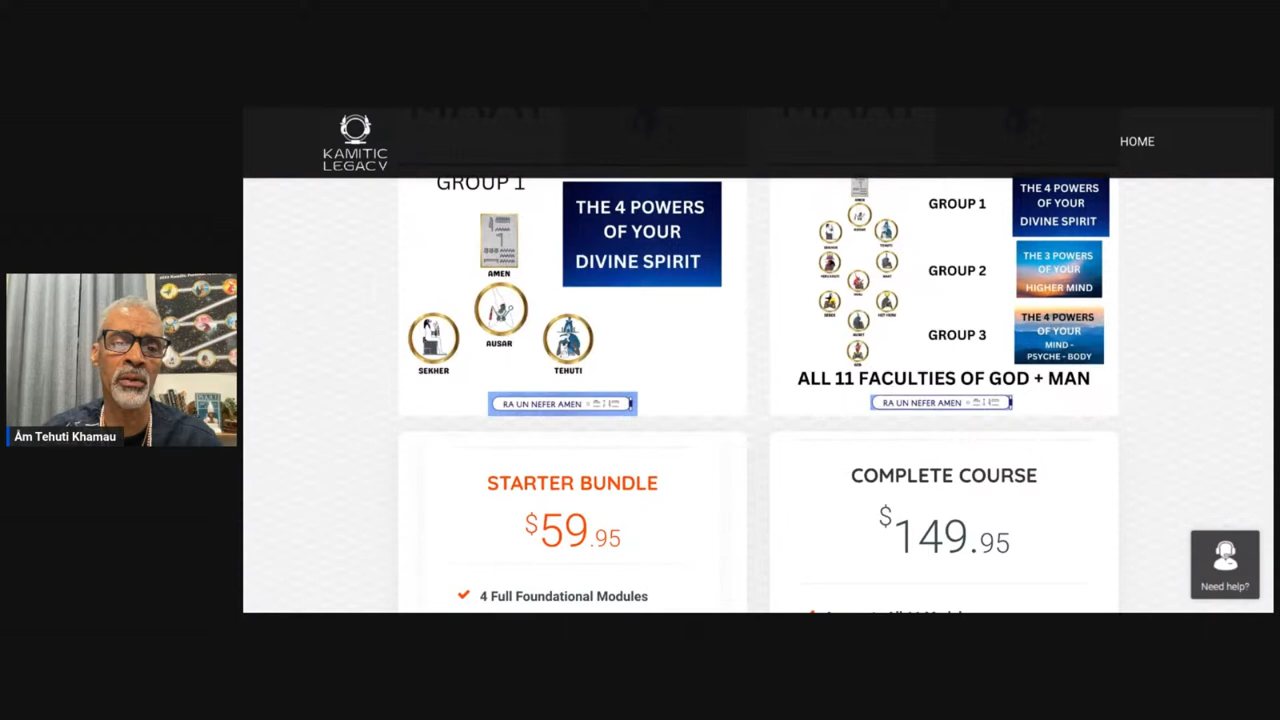 KAMITIC
LEGACY
HOME
GROUP 1
THE 4 POWERS
OF YOUR
DIVINE SPIRIT
AMEN
AUSAR
SEKHER
TEHUTI
RA UN NEFER AMEN
GROUP 1
THE 4 POWERS
OF YOUR
DIVINE SPIRIT
GROUP 2
THE 3 POWERS
OF YOUR
HIGHER MIND
GROUP 3
THE 4 POWERS
OF YOUR
MIND -
PSYCHE - BODY
ALL 11 FACULTIES OF GOD + MAN
RA UN NEFER AMEN
STARTER BUNDLE
$59.95
4 Full Foundational Modules
COMPLETE COURSE
$149.95
Need help?
Àm Tehuti Khamau